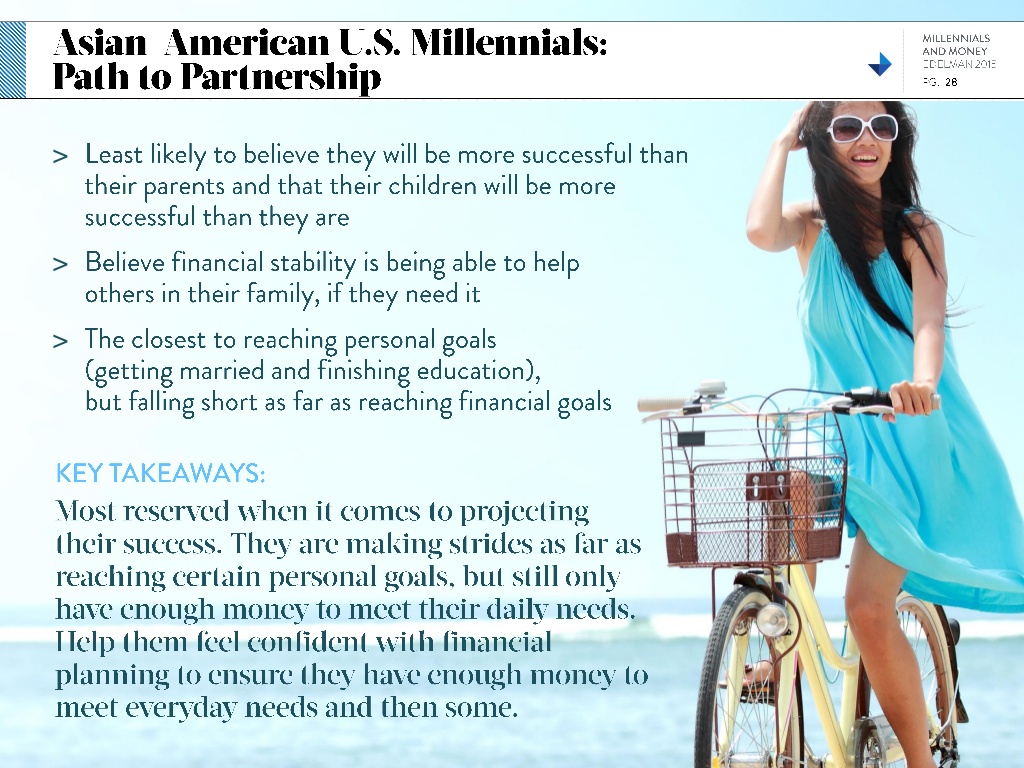 Asian American U.S. Millennials:
Path to Partnership
MILLENNIALS
AND MONEY
EDELMAN 2015
PG. 28
> Least likely to believe they will be more successful than
their parents and that their children will be more
successful than they are
> Believe financial stability is being able to help
others in their family, if they need it
> The closest to reaching personal goals
(getting married and finishing education),
but falling short as far as reaching financial goals
KEY TAKEAWAYS:
Most reserved when it comes to projecting
their success. They are making strides as far as
reaching certain personal goals, but still only
have enough money to meet their daily needs.
Help them feel confident with financial
planning to ensure they have enough money to
meet everyday needs and then some.